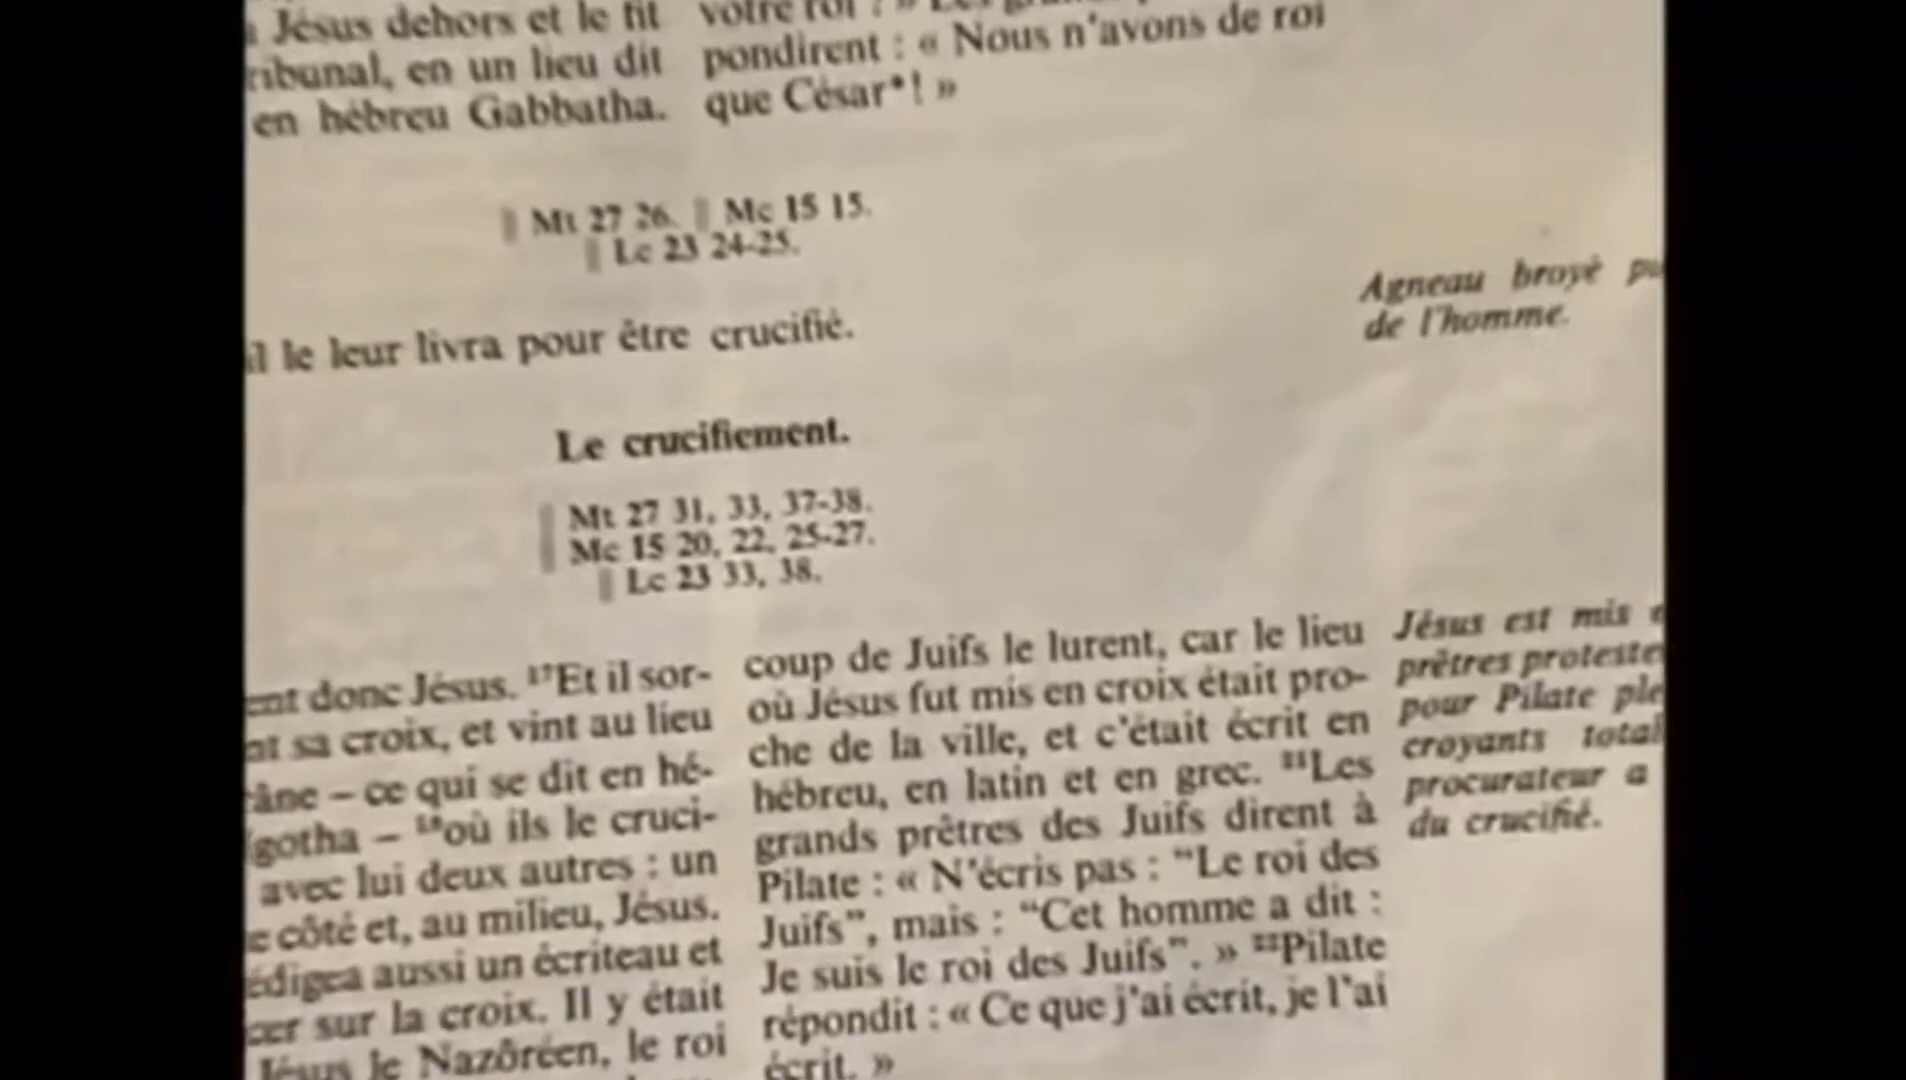 Jésus dehors et le fit
ribunal, en un lieu dit
en hébreu Gabbatha.
votre roi ? »
pondirent : « Nous n'avons de roi
que César*! »
Mt 27 26. Mc 15 15.
Lc 23 24-25.
il le leur livra pour être crucifié.
Agneau broyé
de l'homme.
Le crucifiement.
Mt 27 31, 33, 37-38.
Mc 15 20, 22, 25-27.
Lc 23 33, 38.
ent donc Jésus. ¹⁷Et il sor-
at sa croix, et vint au lieu
râne – ce qui se dit en hé-
gotha – ¹⁸où ils le cruci-
avec lui deux autres : un
e côté et, au milieu, Jésus.
édigea aussi un écriteau et
cer sur la croix. Il y était
Jésus le Nazôréen, le roi
coup de Juifs le lurent, car le lieu
où Jésus fut mis en croix était pro-
che de la ville, et c'était écrit en
hébreu, en latin et en grec. ²¹Les
grands prêtres des Juifs dirent à
Pilate : « N'écris pas : “Le roi des
Juifs”, mais : “Cet homme a dit :
Je suis le roi des Juifs”. » ²²Pilate
répondit : « Ce que j'ai écrit, je l'ai
écrit. »
Jésus est mis
prêtres proteste
pour Pilate ple
croyants total
procurateur a
du crucifié.